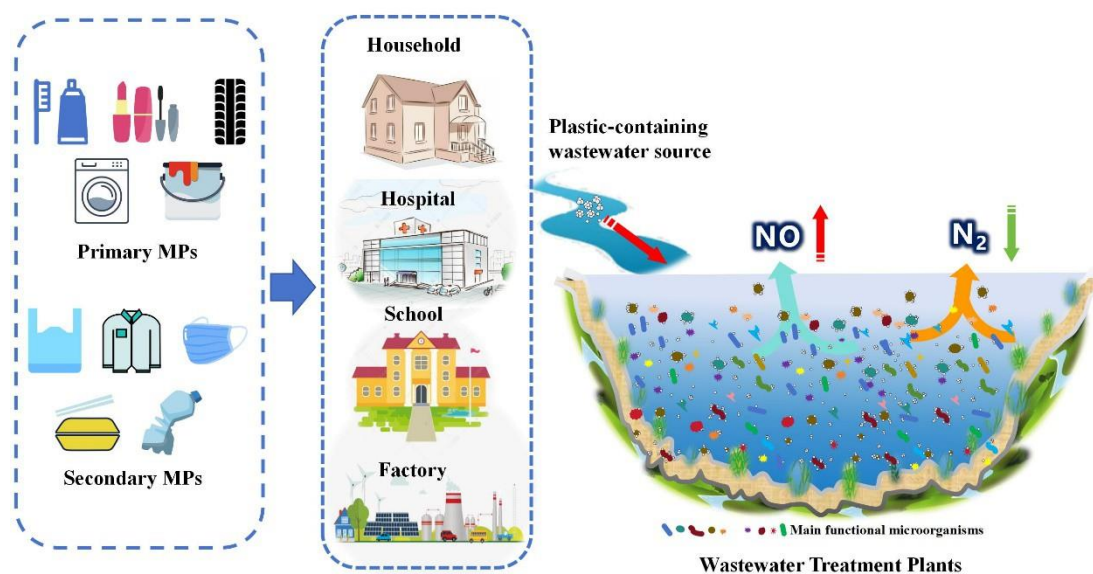 Primary MPs
Secondary MPs
Household
Hospital
School
Factory
Plastic-containing
wastewater source
NO
N₂
Main functional microorganisms
Wastewater Treatment Plants